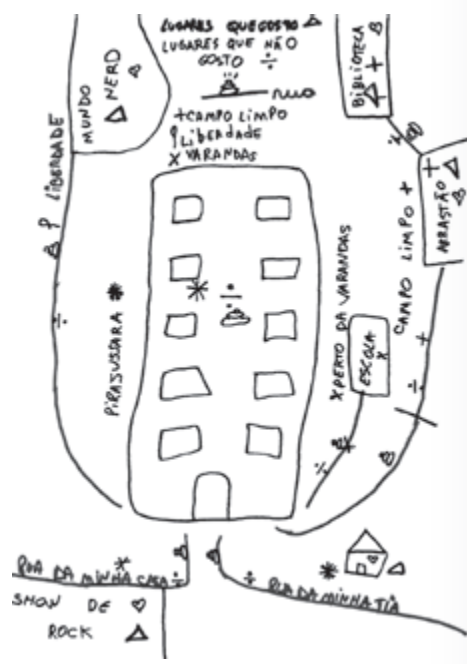 LUGARES QUE GOSTO △
LUGARES QUE NÃO
GOSTO ÷
+ CAMPO LIMPO
LIBERDADE
X VARANDAS
MUNDO
NERD
LIBERDADE
BIBLIOTECA
+
ARRASTÃO
CAMPO LIMPO +
X PERTO DA VARANDAS
ESCOLA
X
PIRAJUSSARA *
RUA DA MINHA CASA ÷
SHOW DE
ROCK △
RUA DA MINHA TIA